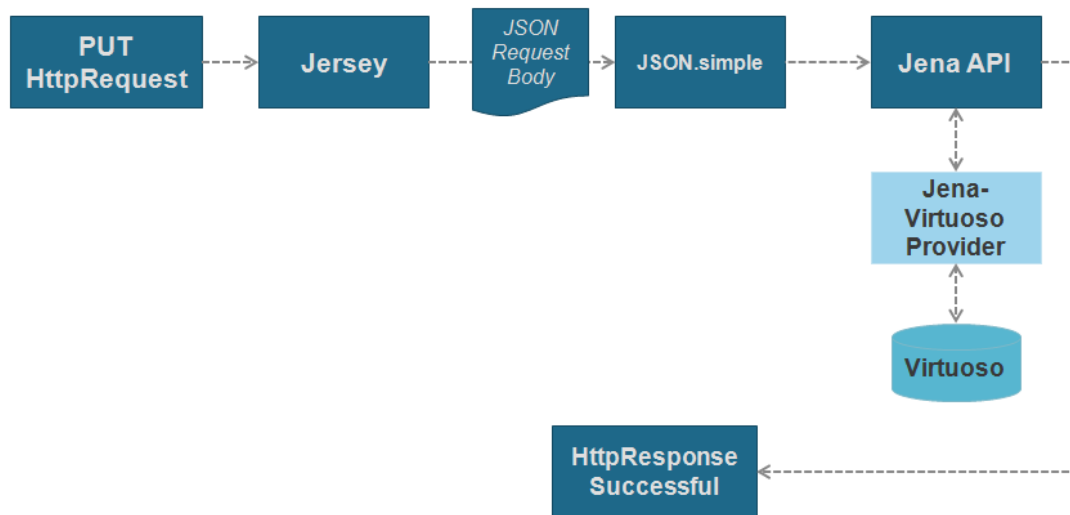 PUT
HttpRequest
Jersey
JSON
Request
Body
JSON.simple
Jena API
Jena-
Virtuoso
Provider
Virtuoso
HttpResponse
Successful